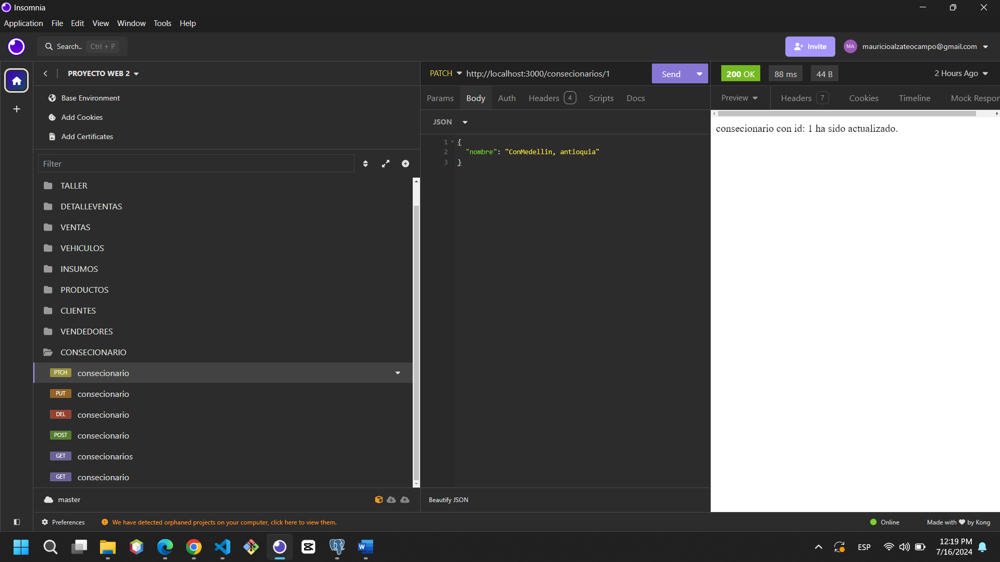 Insomnia
Application File Edit View Window Tools Help
Search.. Ctrl + P
Invite
MA mauricioalzateocampo@gmail.com
PROYECTO WEB 2
Base Environment
Add Cookies
Add Certificates
Filter
TALLER
DETALLEVENTAS
VENTAS
VEHICULOS
INSUMOS
PRODUCTOS
CLIENTES
VENDEDORES
CONSECIONARIO
PTCH consecionario
PUT consecionario
DEL consecionario
POST consecionario
GET consecionarios
GET consecionario
master
PATCH http://localhost:3000/consecionarios/1 Send
Params Body Auth Headers 4 Scripts Docs
JSON
1 {
2 "nombre": "ConMedellin, antioquia"
3 }
Beautify JSON
200 OK 88 ms 44 B 2 Hours Ago
Preview Headers 7 Cookies Timeline Mock Respor
consecionario con id: 1 ha sido actualizado.
Preferences We have detected orphaned projects on your computer, click here to view them.
Online Made with ❤ by Kong
ESP
12:19 PM
7/16/2024